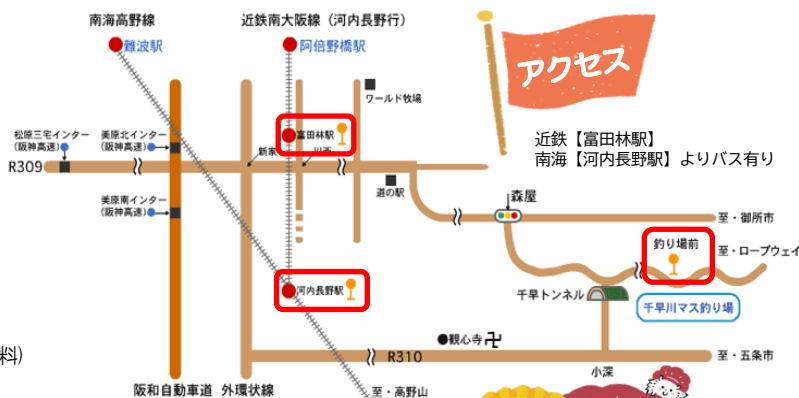 南海高野線
近鉄南大阪線（河内長野行）
難波駅
阿倍野橋駅
アクセス
ワールド牧場
近鉄【富田林駅】
南海【河内長野駅】よりバス有り
松原三宅インター
(阪神高速)
美原北インター
(阪神高速)
富田林駅
新家
川西
R309
道の駅
美原南インター
(阪神高速)
森屋
至・御所市
釣り場前
至・ロープウェイ
河内長野駅
千早トンネル
千早川マス釣り場
観心寺
料)
R310
至・五条市
小深
阪和自動車道
外環状線
至・高野山